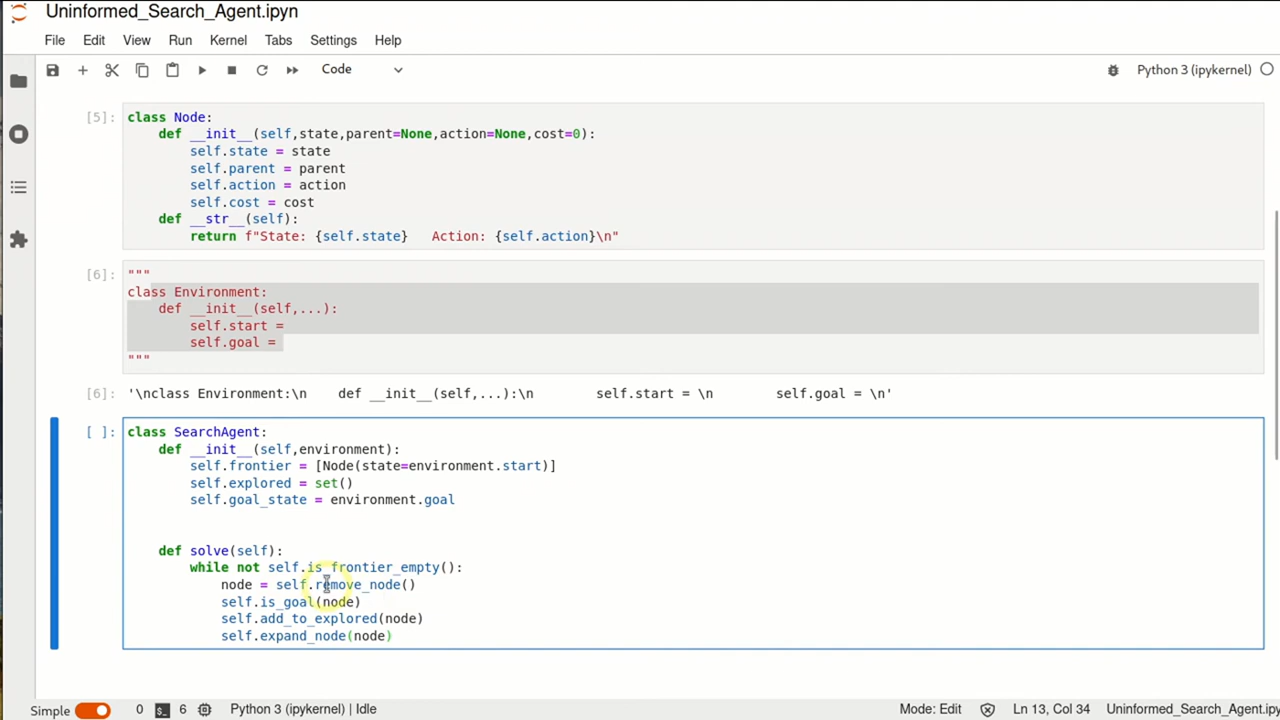 Uninformed_Search_Agent.ipyn
File Edit View Run Kernel Tabs Settings Help
Code Python 3 (ipykernel)
[5]: class Node:
def __init__(self,state,parent=None,action=None,cost=0):
self.state = state
self.parent = parent
self.action = action
self.cost = cost
def __str__(self):
return f"State: {self.state}   Action: {self.action}\n"
[6]: """
class Environment:
def __init__(self,...):
self.start =
self.goal =
"""
[6]: '\nclass Environment:\n    def __init__(self,...):\n        self.start = \n        self.goal = \n'
[ ]: class SearchAgent:
def __init__(self,environment):
self.frontier = [Node(state=environment.start)]
self.explored = set()
self.goal_state = environment.goal
def solve(self):
while not self.is_frontier_empty():
node = self.remove_node()
self.is_goal(node)
self.add_to_explored(node)
self.expand_node(node)
Simple 0 6 Python 3 (ipykernel) | Idle Mode: Edit Ln 13, Col 34 Uninformed_Search_Agent.ipy